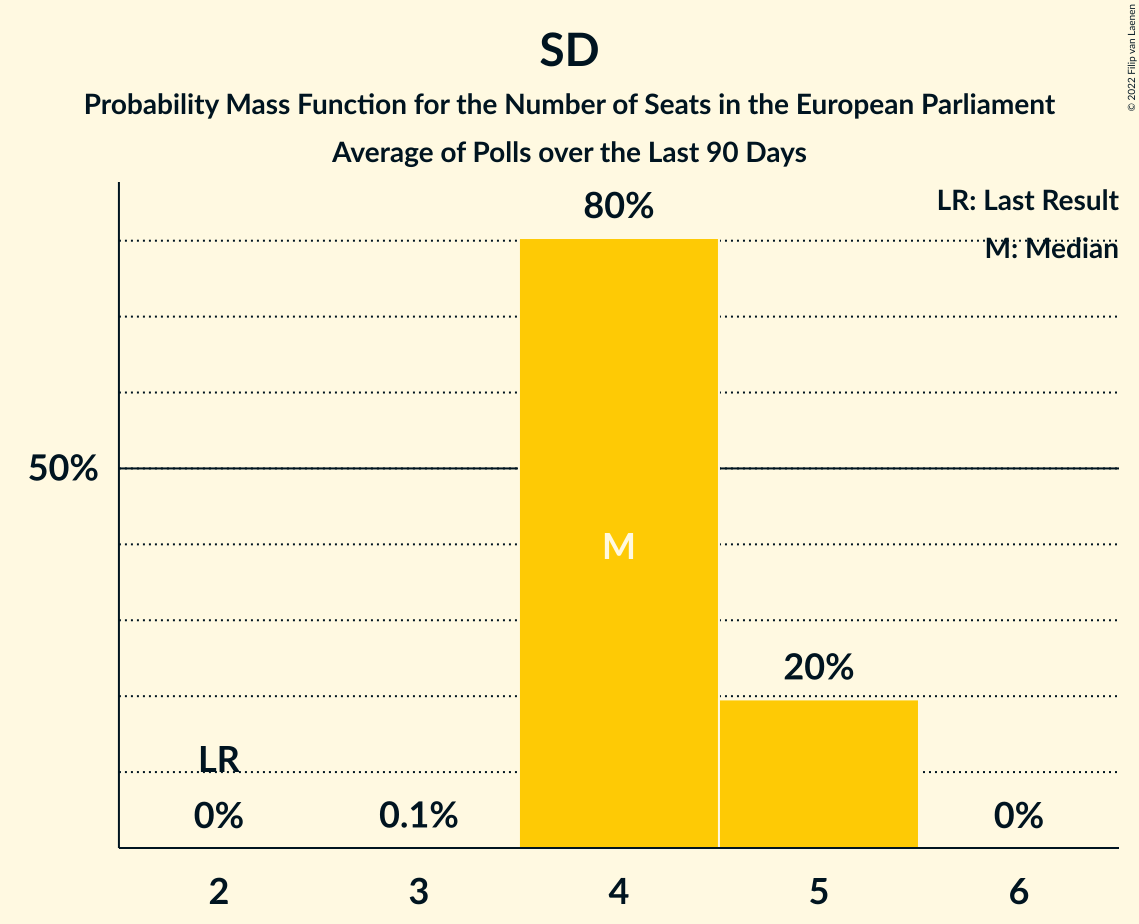 SD
Probability Mass Function for the Number of Seats in the European Parliament
Average of Polls over the Last 90 Days
© 2022 Filip van Laenen
LR: Last Result
M: Median
80%
50%
M
20%
LR
0%
0.1%
0%
2 3 4 5 6